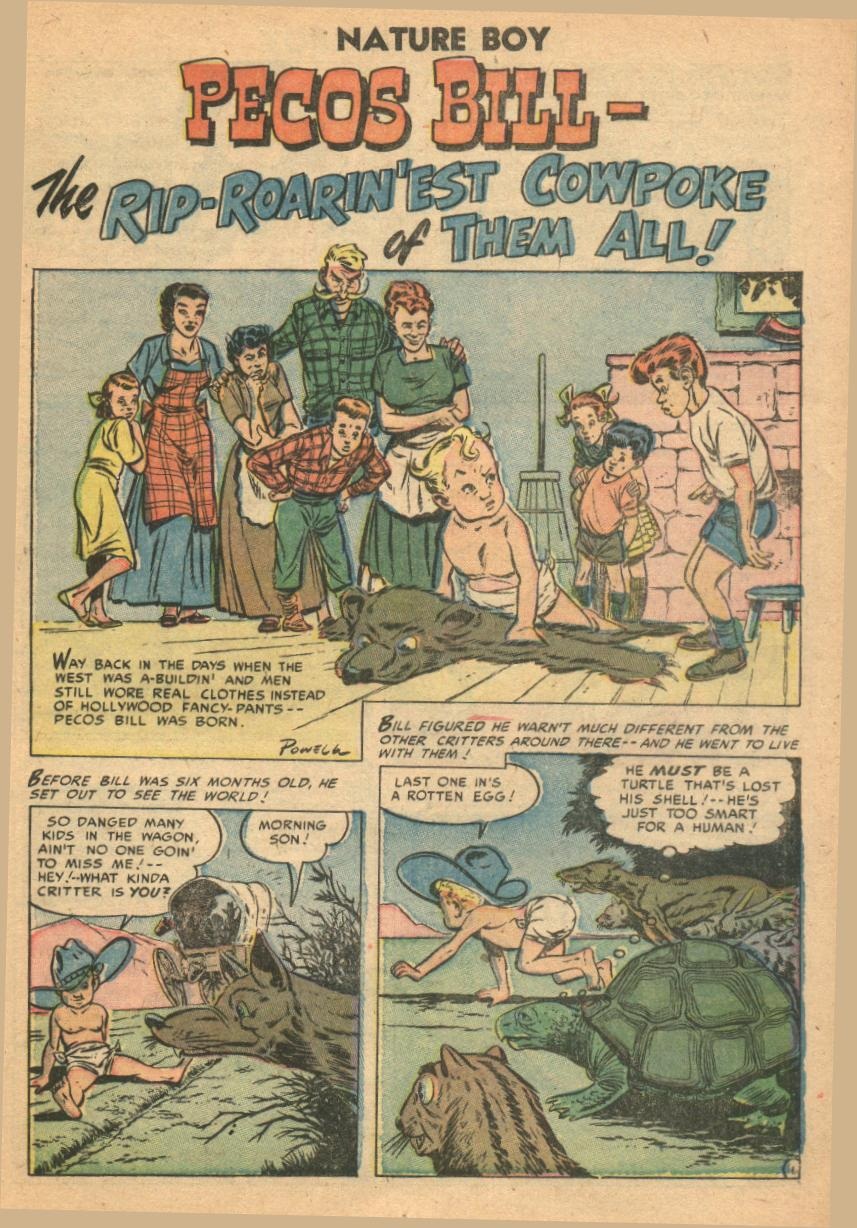 NATURE BOY
PECOS BILL-
The RIP-ROARIN'EST COWPOKE
of THEM ALL!
WAY BACK IN THE DAYS WHEN THE
WEST WAS A-BUILDIN' AND MEN
STILL WORE REAL CLOTHES INSTEAD
OF HOLLYWOOD FANCY-PANTS--
PECOS BILL WAS BORN.
POWELL
BEFORE BILL WAS SIX MONTHS OLD, HE
SET OUT TO SEE THE WORLD!
SO DANGED MANY
KIDS IN THE WAGON,
AIN'T NO ONE GOIN'
TO MISS ME!--
HEY!--WHAT KINDA
CRITTER IS YOU?
MORNING
SON!
BILL FIGURED HE WARN'T MUCH DIFFERENT FROM THE
OTHER CRITTERS AROUND THERE--AND HE WENT TO LIVE
WITH THEM!
LAST ONE IN'S
A ROTTEN EGG!
HE MUST BE A
TURTLE THAT'S LOST
HIS SHELL!--HE'S
JUST TOO SMART
FOR A HUMAN!
1